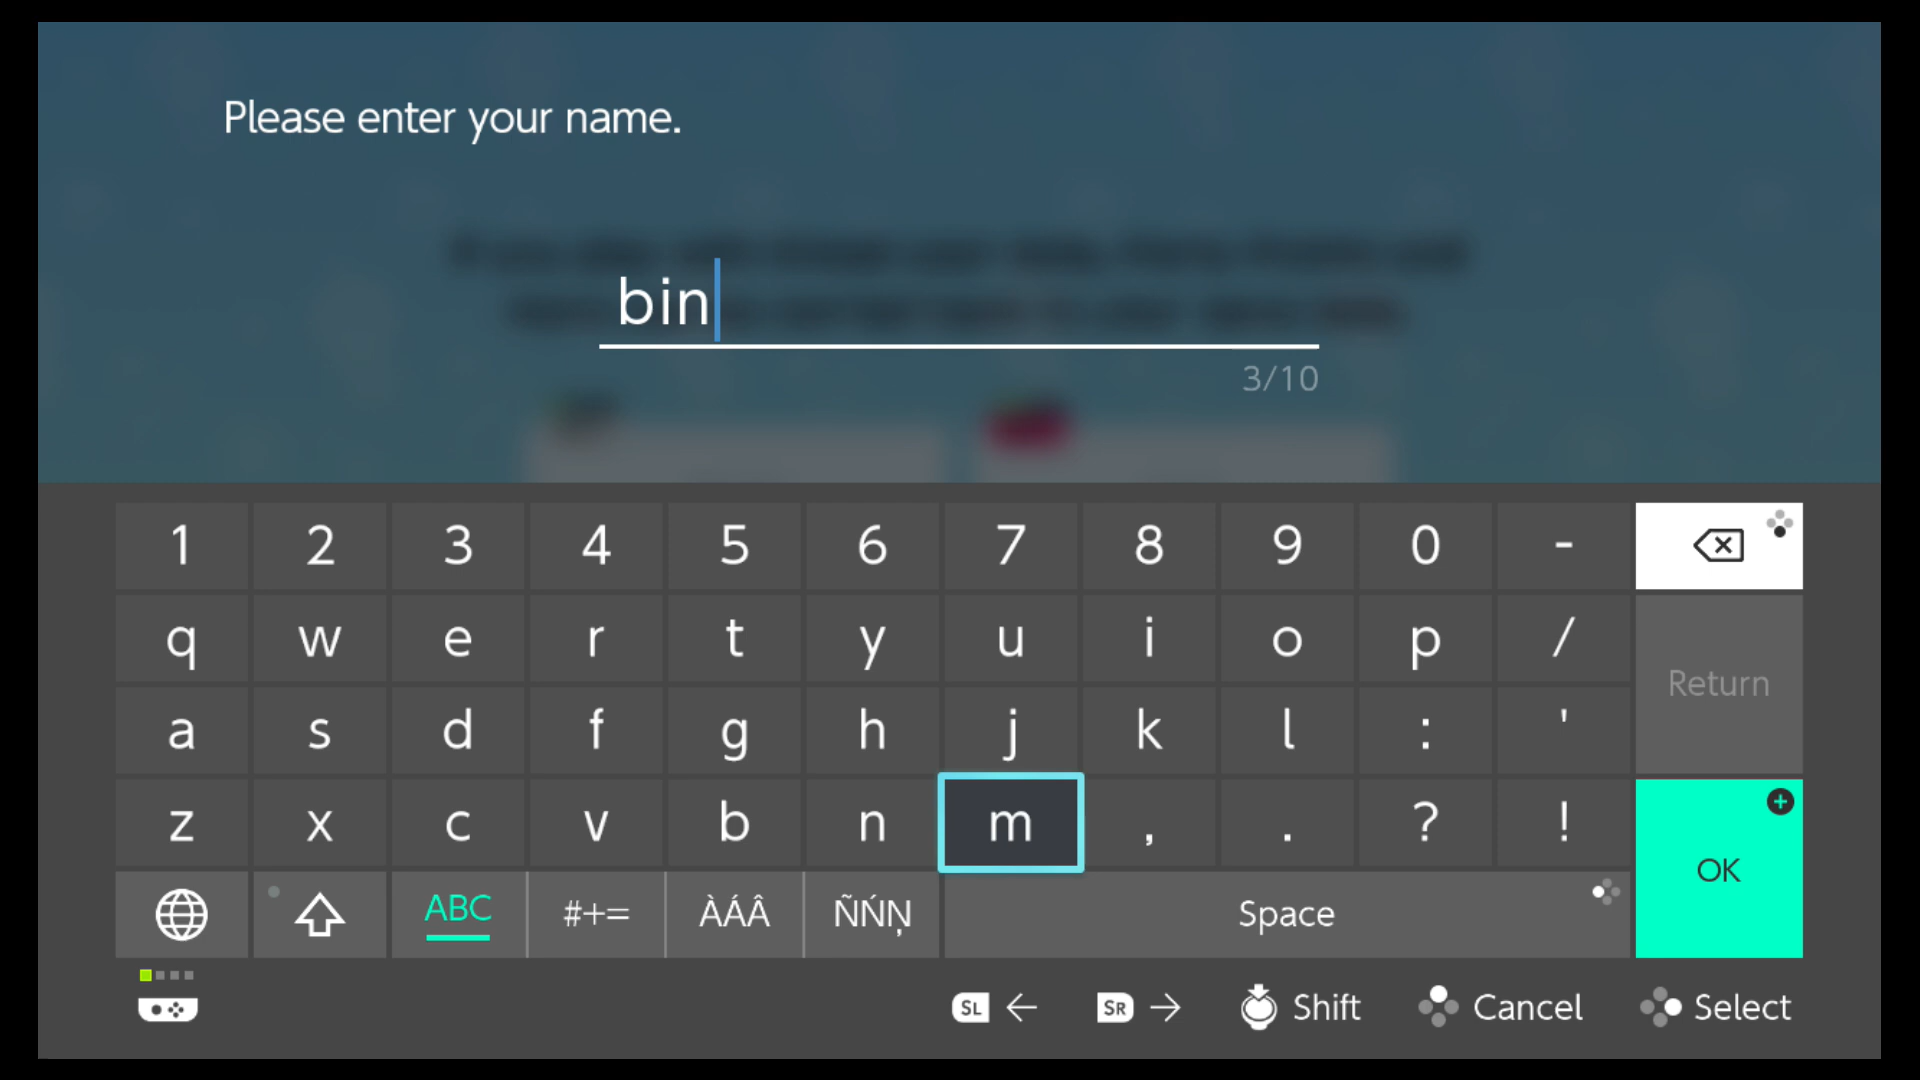 Please enter your name.
bin
3/10
1 2 3 4 5 6 7 8 9 0 -
q w e r t y u i o p /
Return
a s d f g h j k l : '
z x c v b n m , . ? !
OK
ABC #+= ÀÁÂ ÑŃŅ Space
SL ← SR → Shift Cancel Select